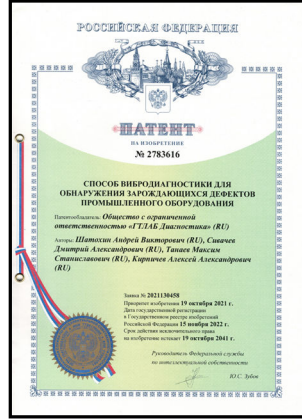 РОССИЙСКАЯ ФЕДЕРАЦИЯ
ПАТЕНТ
НА ИЗОБРЕТЕНИЕ
№ 2783616
СПОСОБ ВИБРОДИАГНОСТИКИ ДЛЯ
ОБНАРУЖЕНИЯ ЗАРОЖДАЮЩИХСЯ ДЕФЕКТОВ
ПРОМЫШЛЕННОГО ОБОРУДОВАНИЯ
Патентообладатель: Общество с ограниченной
ответственностью «ГТЛАБ Диагностика» (RU)
Авторы: Шатохин Андрей Викторович (RU), Сивачев
Дмитрий Александрович (RU), Танаев Максим
Станиславович (RU), Кирпичев Алексей Александрович
(RU)
Заявка № 2021130458
Приоритет изобретения 19 октября 2021 г.
Дата государственной регистрации
в Государственном реестре изобретений
Российской Федерации 15 ноября 2022 г.
Срок действия исключительного права
на изобретение истекает 19 октября 2041 г.
Руководитель Федеральной службы
по интеллектуальной собственности
Ю.С. Зубов